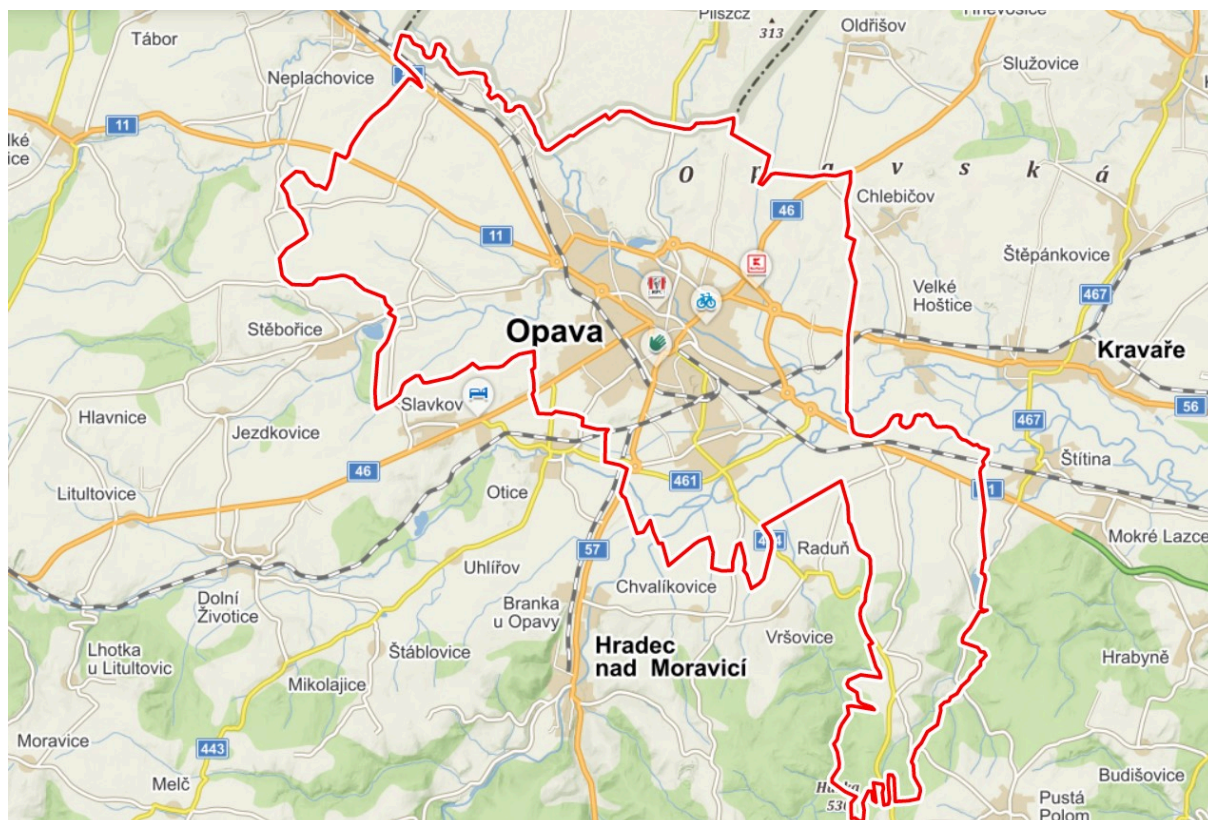 Pilszcz
313
Oldřišov
Tábor
Neplachovice
Služovice
11
O p a v s k á
Chlebičov
46
11
Štěpánkovice
467
Velké
Hoštice
Stěbořice
Opava
Kravaře
56
Hlavnice
Slavkov
Jezdkovice
467
Štítina
46
461
Litultovice
Otice
Mokré Lazce
57
Raduň
Uhlířov
Chvalíkovice
Dolní
Životice
Branka
u Opavy
Vršovice
Hradec
nad Moravicí
Štáblovice
Lhotka
u Litultovic
Hrabyně
Mikolajice
Moravice
443
Melč
Budišovice
Pustá
Polom